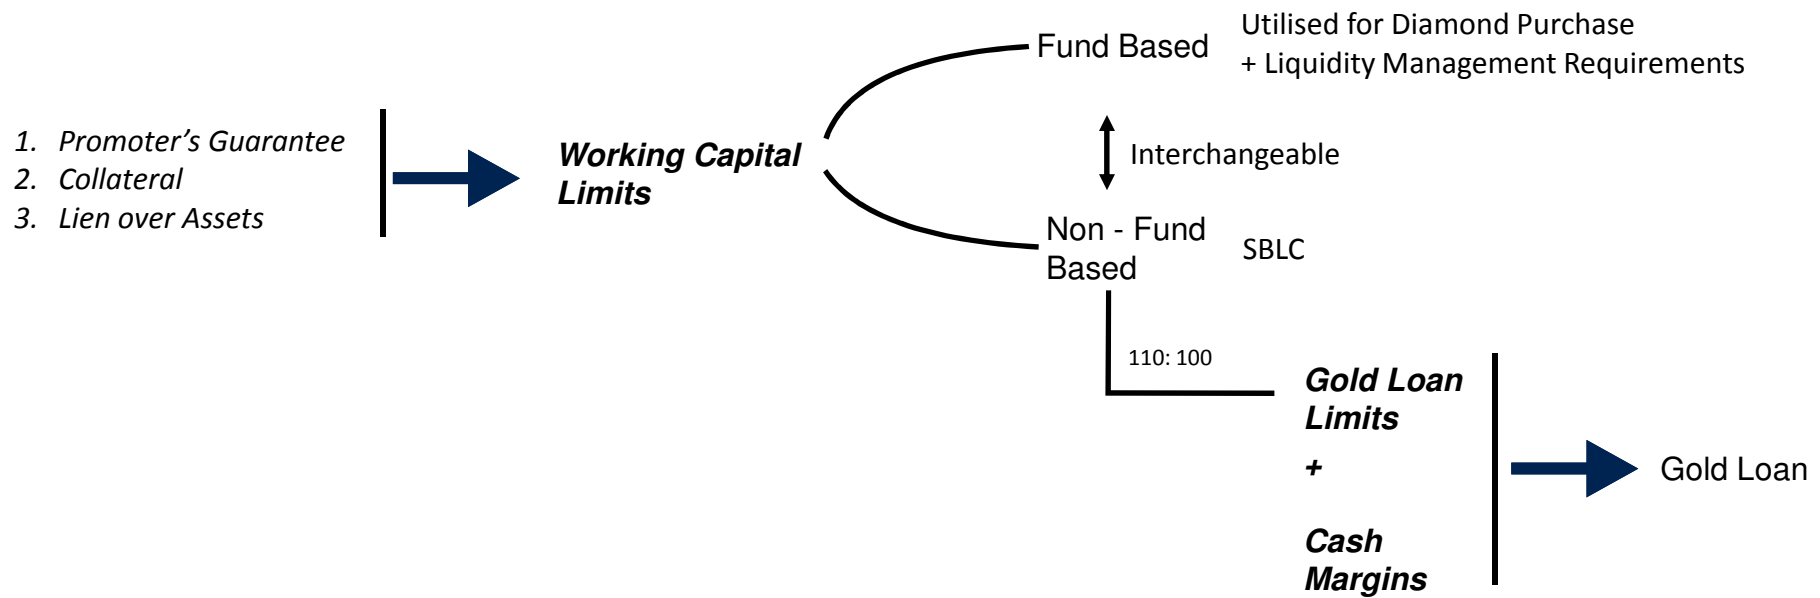 1. Promoter's Guarantee
2. Collateral
3. Lien over Assets
Working Capital
Limits
Fund Based
Utilised for Diamond Purchase
+ Liquidity Management Requirements
Interchangeable
Non - Fund
Based
SBLC
110: 100
Gold Loan
Limits
+
Cash
Margins
Gold Loan